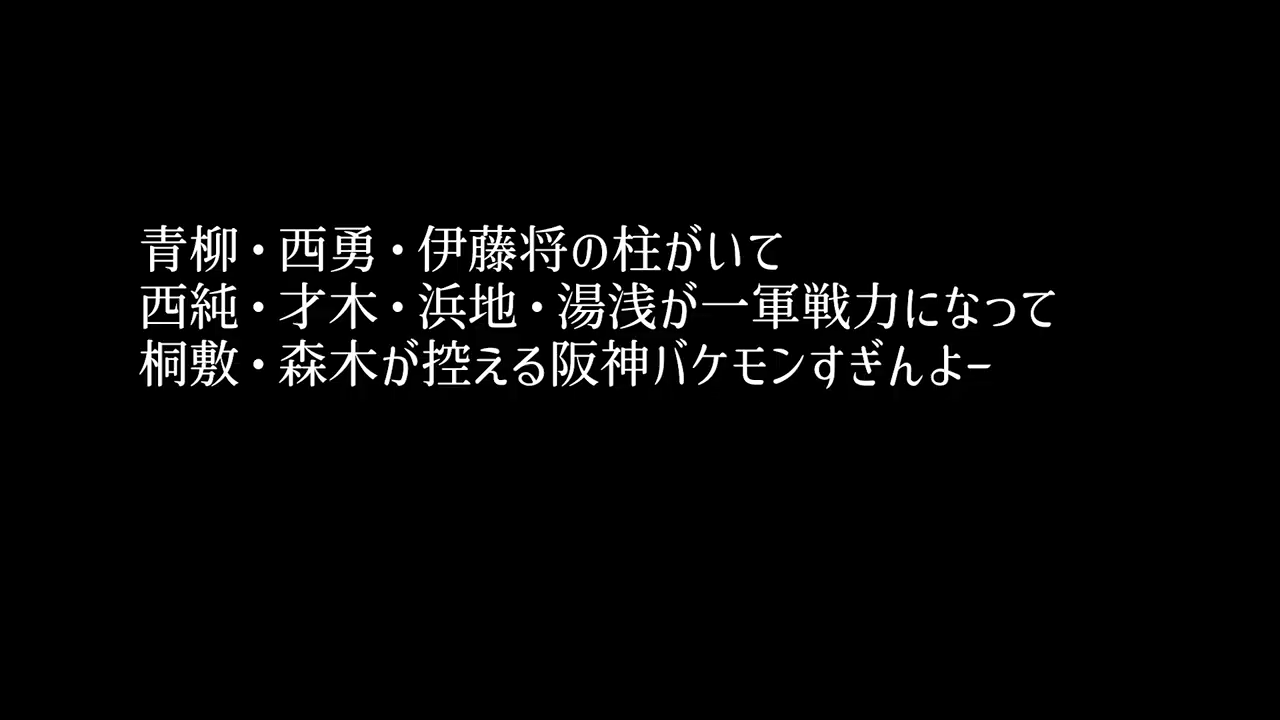 青柳・西勇・伊藤将の柱がいて
西純・才木・浜地・湯浅が一軍戦力になって
桐敷・森木が控える阪神バケモンすぎんよー